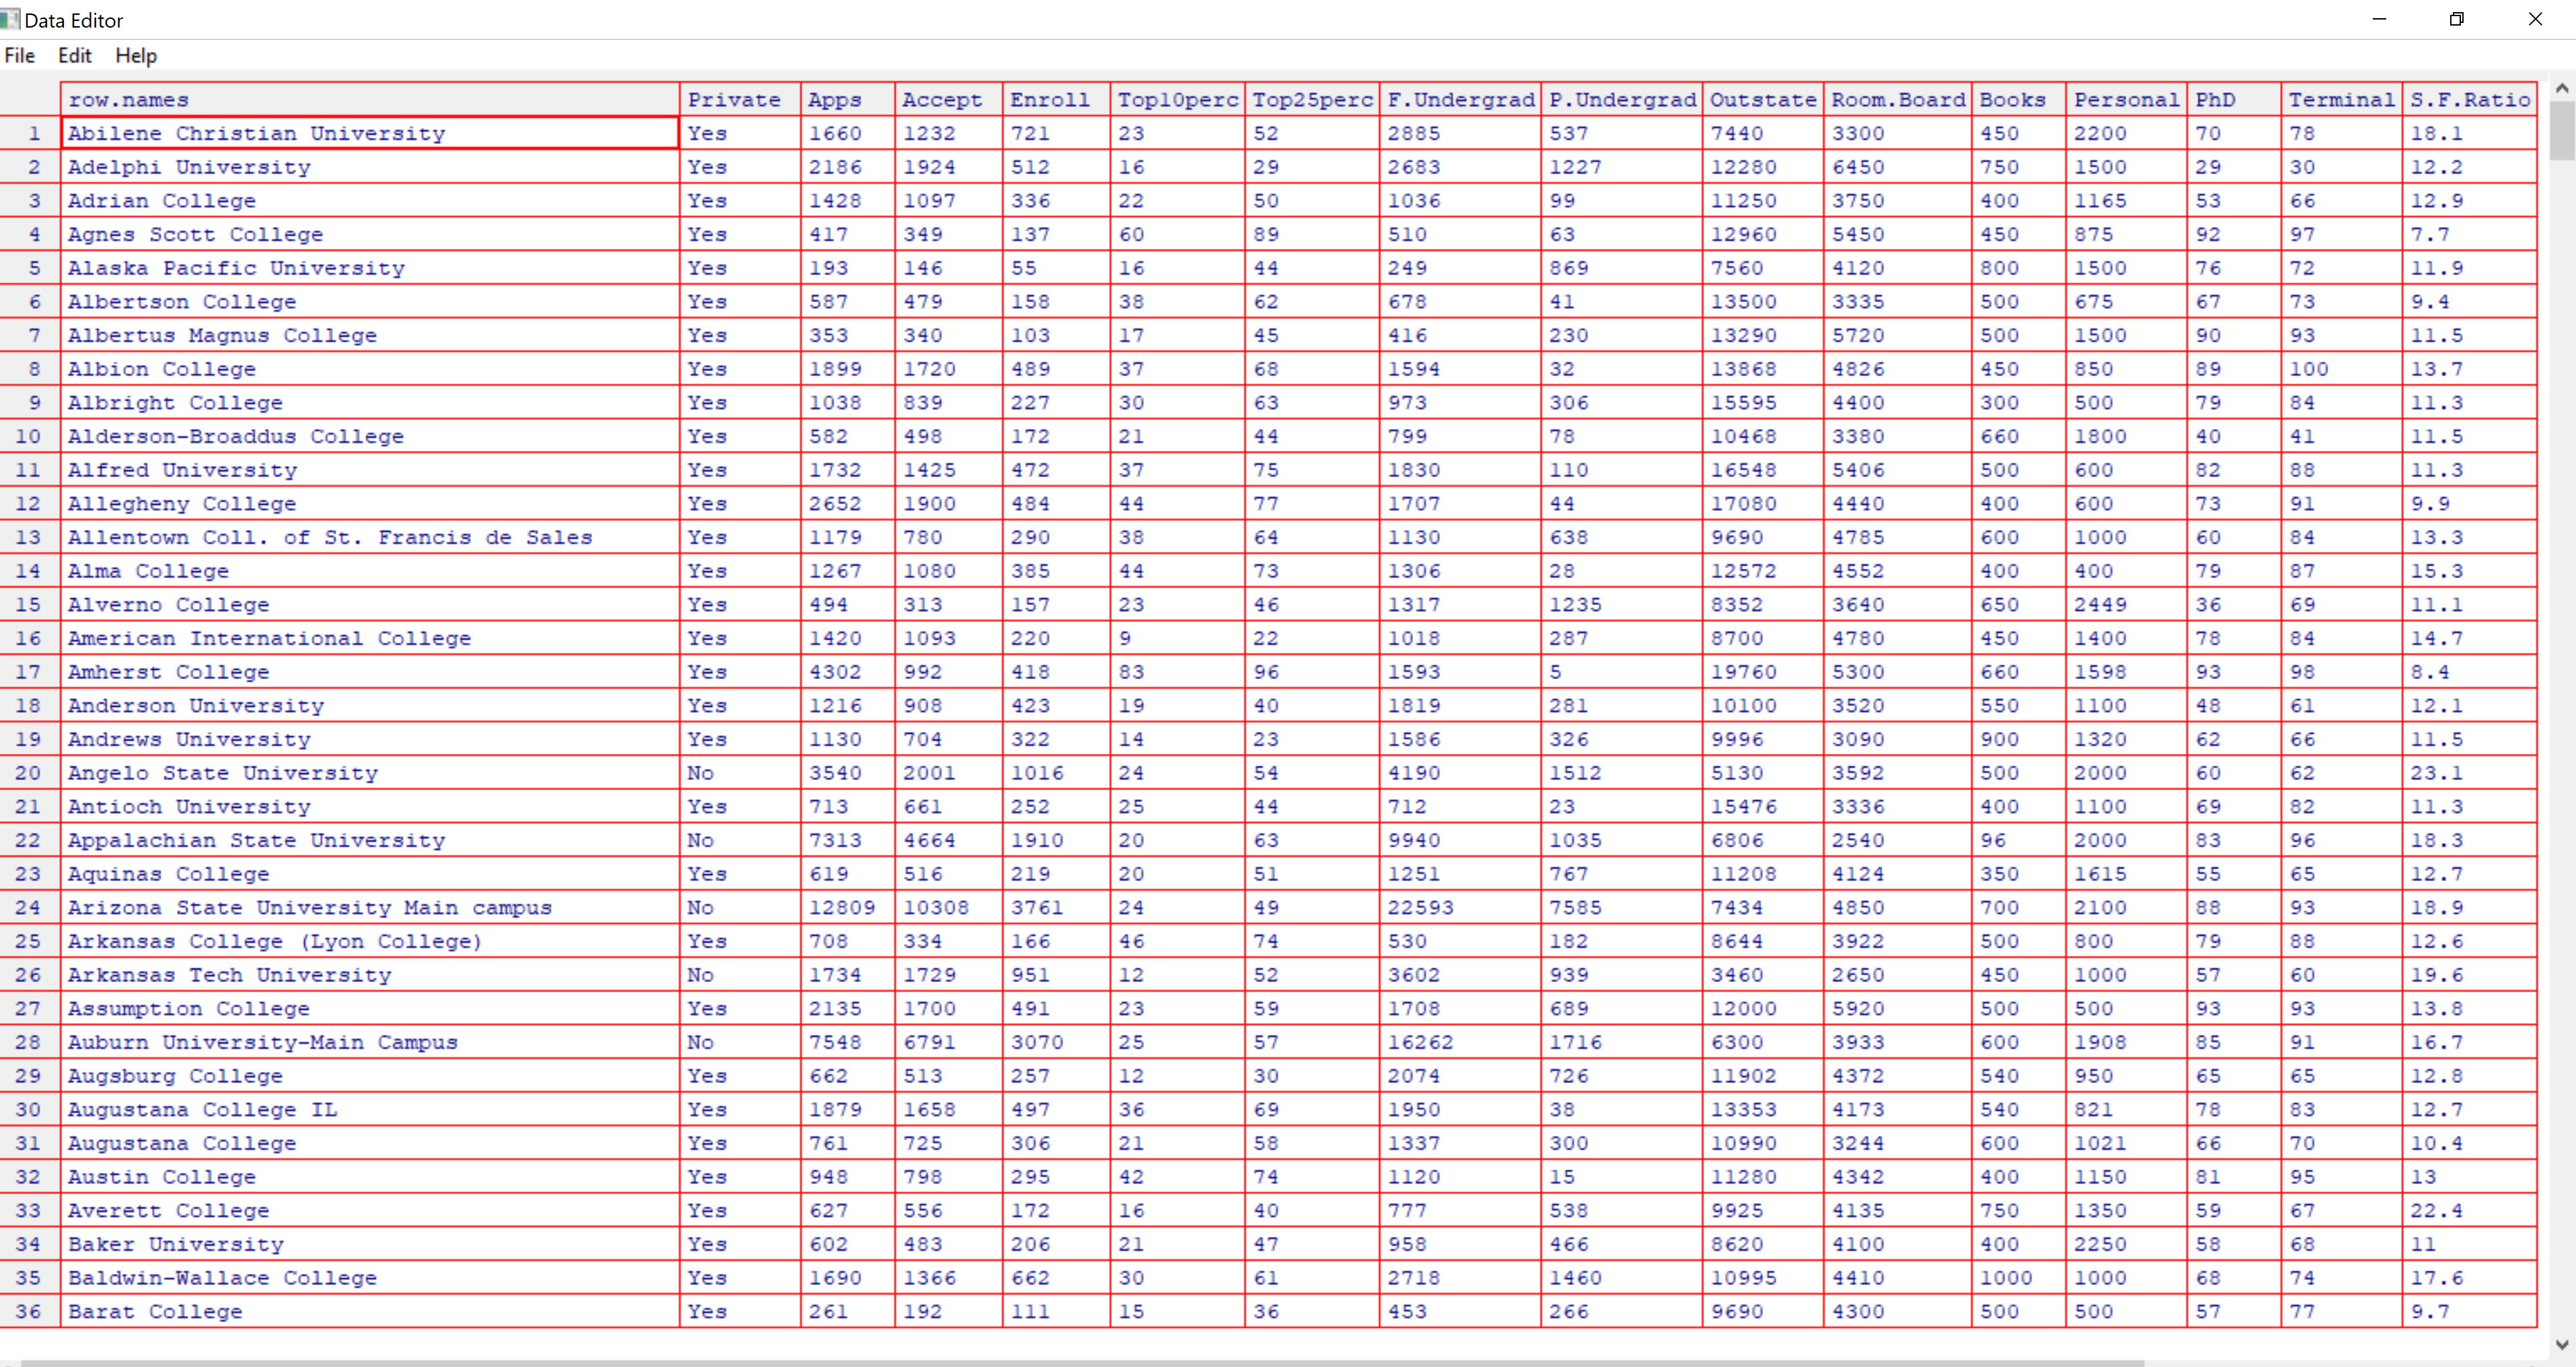 Data Editor
File Edit Help
row.names Private Apps Accept Enroll Top10perc Top25perc F.Undergrad P.Undergrad Outstate Room.Board Books Personal PhD Terminal S.F.Ratio
1 Abilene Christian University Yes 1660 1232 721 23 52 2885 537 7440 3300 450 2200 70 78 18.1
2 Adelphi University Yes 2186 1924 512 16 29 2683 1227 12280 6450 750 1500 29 30 12.2
3 Adrian College Yes 1428 1097 336 22 50 1036 99 11250 3750 400 1165 53 66 12.9
4 Agnes Scott College Yes 417 349 137 60 89 510 63 12960 5450 450 875 92 97 7.7
5 Alaska Pacific University Yes 193 146 55 16 44 249 869 7560 4120 800 1500 76 72 11.9
6 Albertson College Yes 587 479 158 38 62 678 41 13500 3335 500 675 67 73 9.4
7 Albertus Magnus College Yes 353 340 103 17 45 416 230 13290 5720 500 1500 90 93 11.5
8 Albion College Yes 1899 1720 489 37 68 1594 32 13868 4826 450 850 89 100 13.7
9 Albright College Yes 1038 839 227 30 63 973 306 15595 4400 300 500 79 84 11.3
10 Alderson-Broaddus College Yes 582 498 172 21 44 799 78 10468 3380 660 1800 40 41 11.5
11 Alfred University Yes 1732 1425 472 37 75 1830 110 16548 5406 500 600 82 88 11.3
12 Allegheny College Yes 2652 1900 484 44 77 1707 44 17080 4440 400 600 73 91 9.9
13 Allentown Coll. of St. Francis de Sales Yes 1179 780 290 38 64 1130 638 9690 4785 600 1000 60 84 13.3
14 Alma College Yes 1267 1080 385 44 73 1306 28 12572 4552 400 400 79 87 15.3
15 Alverno College Yes 494 313 157 23 46 1317 1235 8352 3640 650 2449 36 69 11.1
16 American International College Yes 1420 1093 220 9 22 1018 287 8700 4780 450 1400 78 84 14.7
17 Amherst College Yes 4302 992 418 83 96 1593 5 19760 5300 660 1598 93 98 8.4
18 Anderson University Yes 1216 908 423 19 40 1819 281 10100 3520 550 1100 48 61 12.1
19 Andrews University Yes 1130 704 322 14 23 1586 326 9996 3090 900 1320 62 66 11.5
20 Angelo State University No 3540 2001 1016 24 54 4190 1512 5130 3592 500 2000 60 62 23.1
21 Antioch University Yes 713 661 252 25 44 712 23 15476 3336 400 1100 69 82 11.3
22 Appalachian State University No 7313 4664 1910 20 63 9940 1035 6806 2540 96 2000 83 96 18.3
23 Aquinas College Yes 619 516 219 20 51 1251 767 11208 4124 350 1615 55 65 12.7
24 Arizona State University Main campus No 12809 10308 3761 24 49 22593 7585 7434 4850 700 2100 88 93 18.9
25 Arkansas College (Lyon College) Yes 708 334 166 46 74 530 182 8644 3922 500 800 79 88 12.6
26 Arkansas Tech University No 1734 1729 951 12 52 3602 939 3460 2650 450 1000 57 60 19.6
27 Assumption College Yes 2135 1700 491 23 59 1708 689 12000 5920 500 500 93 93 13.8
28 Auburn University-Main Campus No 7548 6791 3070 25 57 16262 1716 6300 3933 600 1908 85 91 16.7
29 Augsburg College Yes 662 513 257 12 30 2074 726 11902 4372 540 950 65 65 12.8
30 Augustana College IL Yes 1879 1658 497 36 69 1950 38 13353 4173 540 821 78 83 12.7
31 Augustana College Yes 761 725 306 21 58 1337 300 10990 3244 600 1021 66 70 10.4
32 Austin College Yes 948 798 295 42 74 1120 15 11280 4342 400 1150 81 95 13
33 Averett College Yes 627 556 172 16 40 777 538 9925 4135 750 1350 59 67 22.4
34 Baker University Yes 602 483 206 21 47 958 466 8620 4100 400 2250 58 68 11
35 Baldwin-Wallace College Yes 1690 1366 662 30 61 2718 1460 10995 4410 1000 1000 68 74 17.6
36 Barat College Yes 261 192 111 15 36 453 266 9690 4300 500 500 57 77 9.7